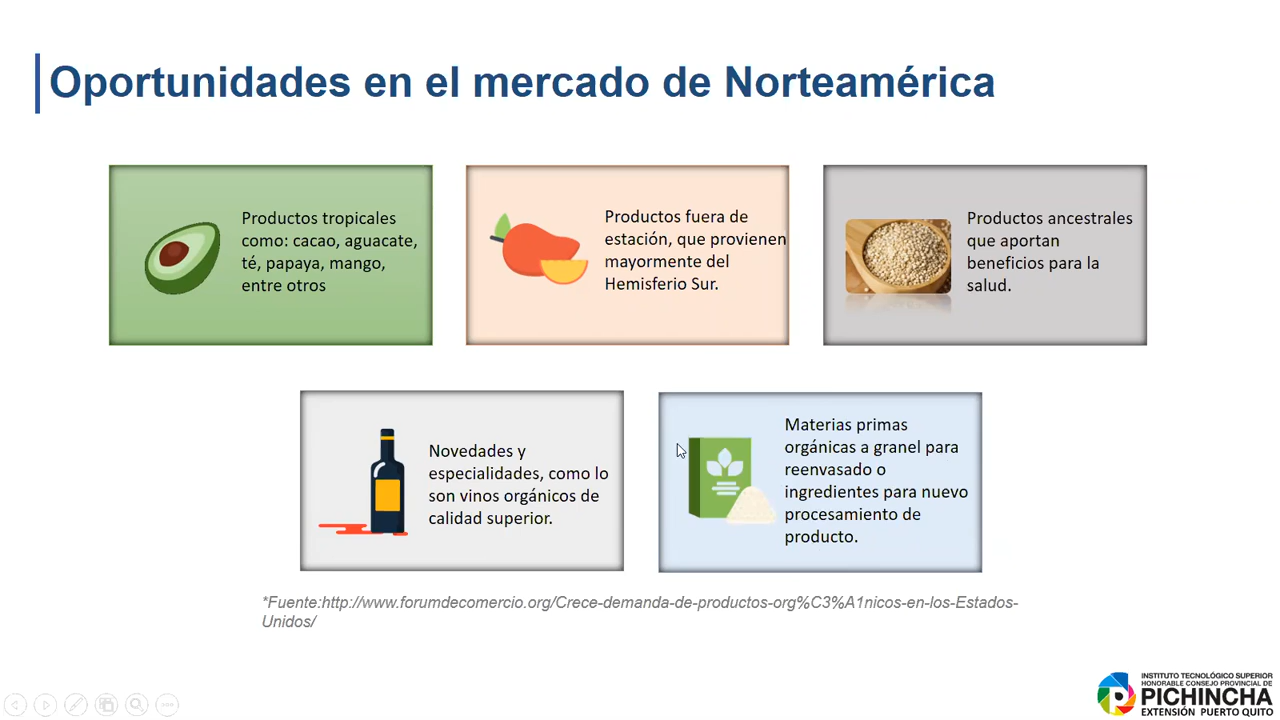 Oportunidades en el mercado de Norteamérica
Productos tropicales
como: cacao, aguacate,
té, papaya, mango,
entre otros
Productos fuera de
estación, que provienen
mayormente del
Hemisferio Sur.
Productos ancestrales
que aportan
beneficios para la
salud.
Novedades y
especialidades, como lo
son vinos orgánicos de
calidad superior.
Materias primas
orgánicas a granel para
reenvasado o
ingredientes para nuevo
procesamiento de
producto.
*Fuente:http://www.forumdecomercio.org/Crece-demanda-de-productos-org%C3%A1nicos-en-los-Estados-
Unidos/
INSTITUTO TECNOLÓGICO SUPERIOR
HONORABLE CONSEJO PROVINCIAL DE
PICHINCHA
EXTENSIÓN PUERTO QUITO